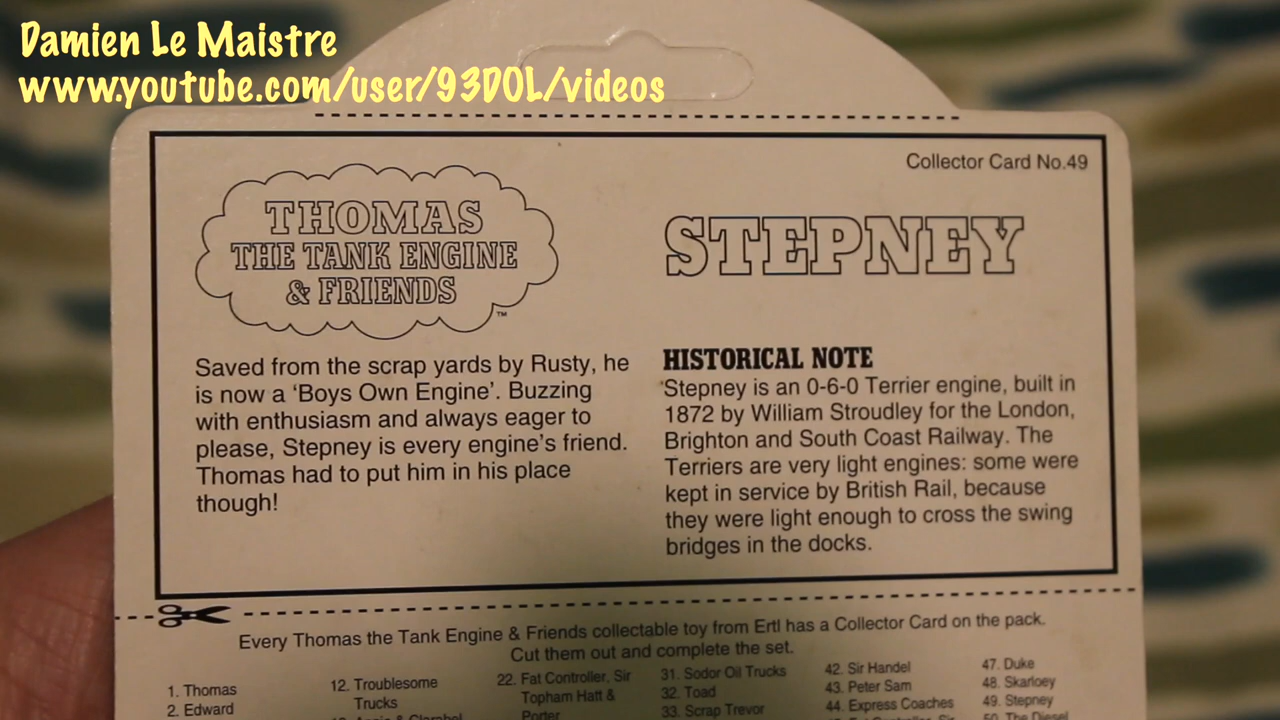 Damien Le Maistre
www.youtube.com/user/93DOL/videos
Collector Card No.49
THOMAS
THE TANK ENGINE
& FRIENDS
™
STEPNEY
Saved from the scrap yards by Rusty, he
is now a ‘Boys Own Engine’. Buzzing
with enthusiasm and always eager to
please, Stepney is every engine’s friend.
Thomas had to put him in his place
though!
HISTORICAL NOTE
Stepney is an 0-6-0 Terrier engine, built in
1872 by William Stroudley for the London,
Brighton and South Coast Railway. The
Terriers are very light engines: some were
kept in service by British Rail, because
they were light enough to cross the swing
bridges in the docks.
Every Thomas the Tank Engine & Friends collectable toy from Ertl has a Collector Card on the pack.
Cut them out and complete the set.
1. Thomas
2. Edward
12. Troublesome
Trucks
22. Fat Controller, Sir
Topham Hatt &
Porter
31. Sodor Oil Trucks
32. Toad
33. Scrap Trevor
42. Sir Handel
43. Peter Sam
44. Express Coaches
47. Duke
48. Skarloey
49. Stepney
50. The Diesel